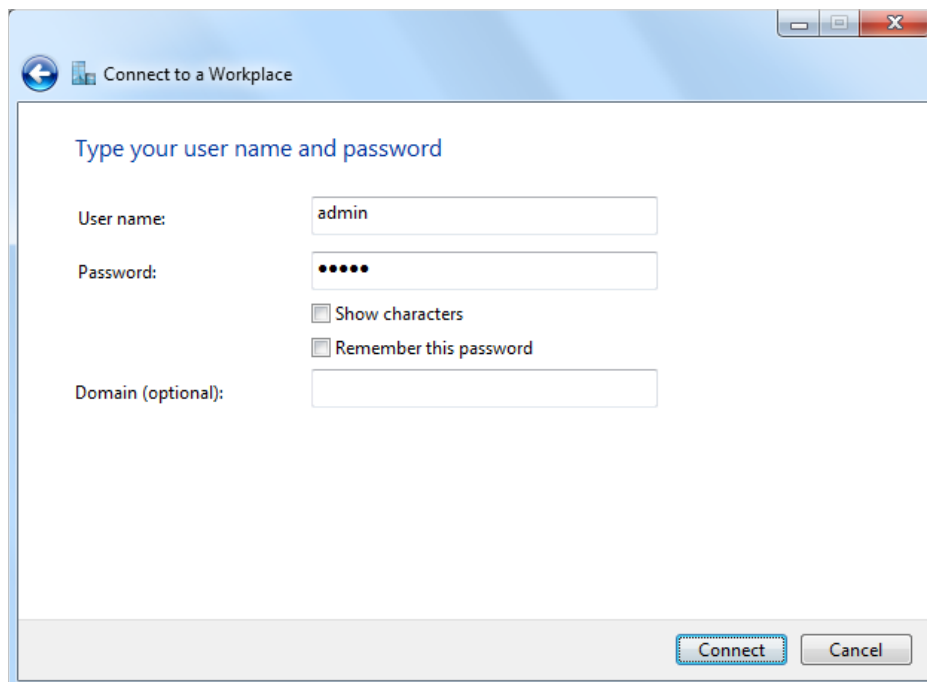 Connect to a Workplace
Type your user name and password
User name: admin
Password: •••••
Show characters
Remember this password
Domain (optional):
Connect Cancel